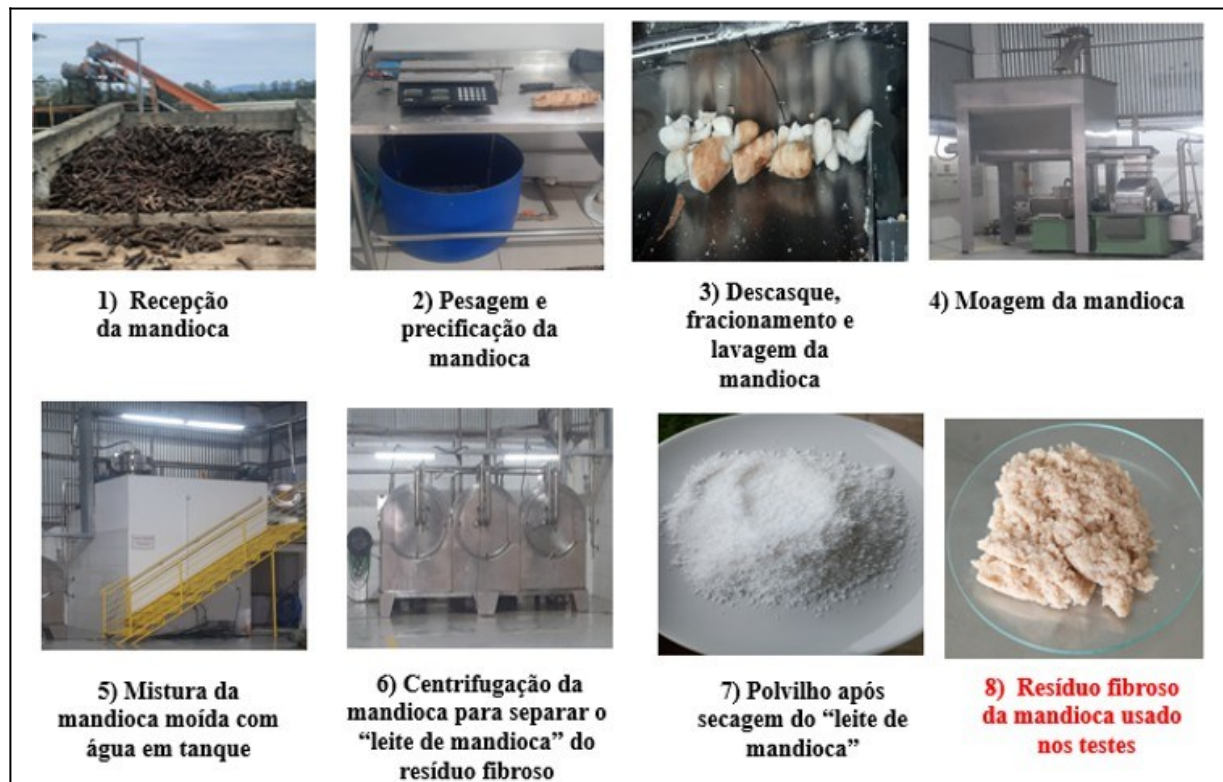 1) Recepção
da mandioca
2) Pesagem e
precificação da
mandioca
3) Descasque,
fracionamento e
lavagem da
mandioca
4) Moagem da mandioca
5) Mistura da
mandioca moída com
água em tanque
6) Centrifugação da
mandioca para separar o
“leite de mandioca” do
resíduo fibroso
7) Polvilho após
secagem do “leite de
mandioca”
8) Resíduo fibroso
da mandioca usado
nos testes